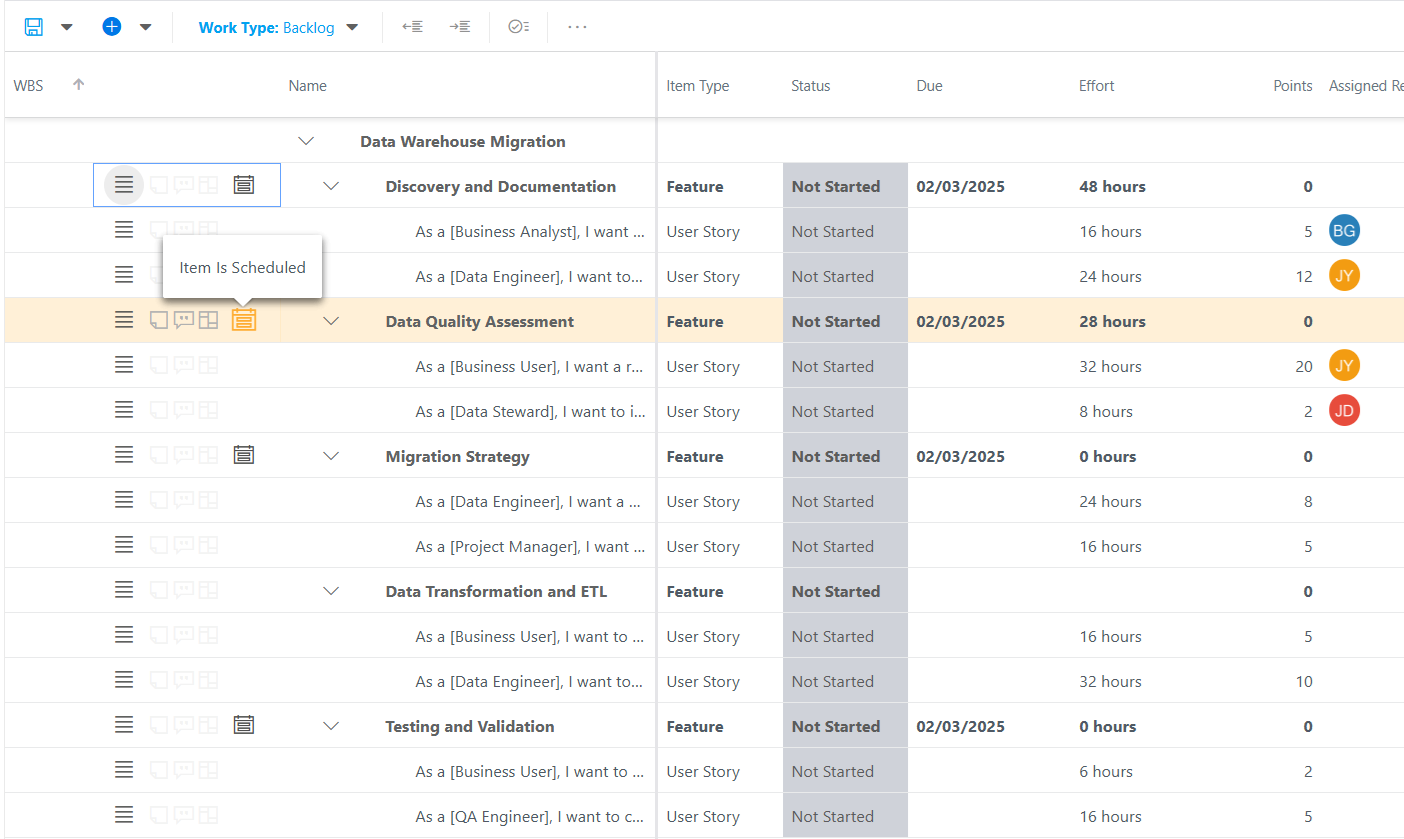 Work Type: Backlog
WBS Name Item Type Status Due Effort Points Assigned Re
Data Warehouse Migration
Discovery and Documentation Feature Not Started 02/03/2025 48 hours 0
As a [Business Analyst], I want ... User Story Not Started 16 hours 5 BG
Item Is Scheduled
As a [Data Engineer], I want to... User Story Not Started 24 hours 12 JY
Data Quality Assessment Feature Not Started 02/03/2025 28 hours 0
As a [Business User], I want a r... User Story Not Started 32 hours 20 JY
As a [Data Steward], I want to i... User Story Not Started 8 hours 2 JD
Migration Strategy Feature Not Started 02/03/2025 0 hours 0
As a [Data Engineer], I want a ... User Story Not Started 24 hours 8
As a [Project Manager], I want ... User Story Not Started 16 hours 5
Data Transformation and ETL Feature Not Started 0
As a [Business User], I want to ... User Story Not Started 16 hours 5
As a [Data Engineer], I want to... User Story Not Started 32 hours 10
Testing and Validation Feature Not Started 02/03/2025 0 hours 0
As a [Business User], I want to ... User Story Not Started 6 hours 2
As a [QA Engineer], I want to c... User Story Not Started 16 hours 5